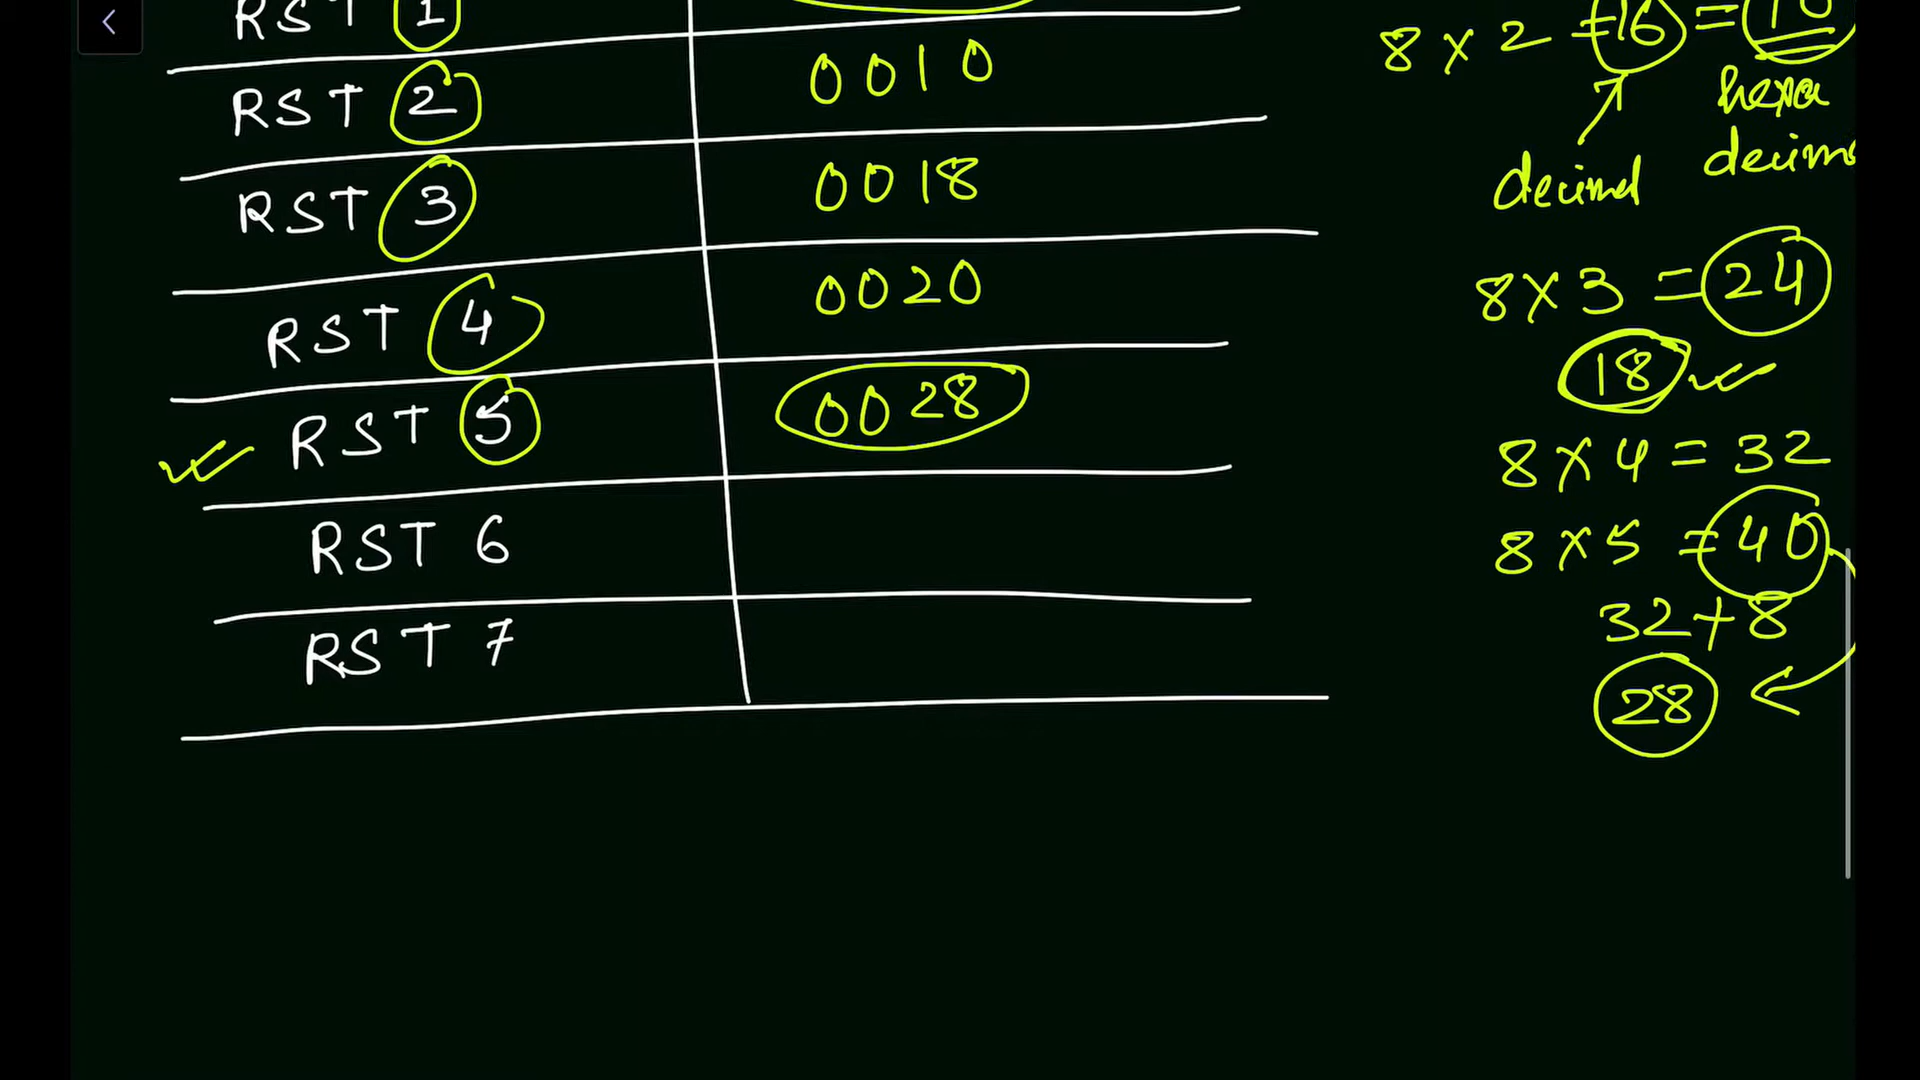 RST 1
RST 2 0010
RST 3 0018
RST 4 0020
RST 5 0028
RST 6
RST 7
8 x 2 = 16 = 10
decimal
hexa
8 x 3 = 24
18
8 x 4 = 32
8 x 5 = 40
32 + 8
28